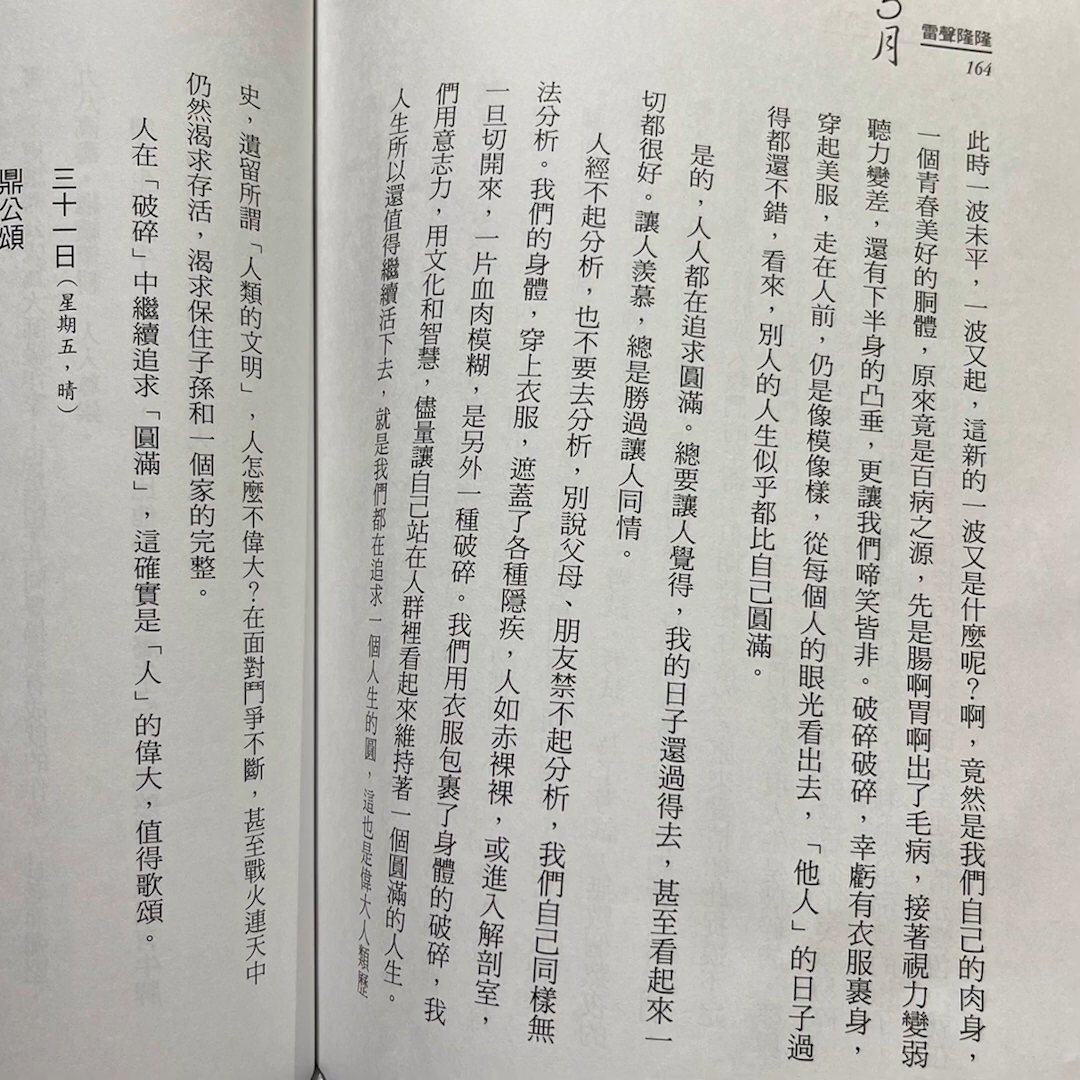 雷聲隆隆
164
5月
此時一波未平，一波又起，這新的一波又是什麼呢？啊，竟然是我們自己的肉身，
一個青春美好的胴體，原來竟是百病之源，先是腸啊胃啊出了毛病，接著視力變弱
聽力變差，還有下半身的凸垂，更讓我們啼笑皆非。破碎破碎，幸虧有衣服裹身，
穿起美服，走在人前，仍是像模像樣，從每個人的眼光看出去，「他人」的日子過
得都還不錯，看來，別人的人生似乎都比自己圓滿。
是的，人人都在追求圓滿。總要讓人覺得，我的日子還過得去，甚至看起來一
切都很好。讓人羨慕，總是勝過讓人同情。
人經不起分析，也不要去分析，別說父母、朋友禁不起分析，我們自己同樣無
法分析。我們的身體，穿上衣服，遮蓋了各種隱疾，人如赤裸裸，或進入解剖室，
一旦切開來，一片血肉模糊，是另外一種破碎。我們用衣服包裹了身體的破碎，我
們用意志力，用文化和智慧，儘量讓自己站在人群裡看起來維持著一個圓滿的人生。
人生所以還值得繼續活下去，就是我們都在追求一個人生的圓，這也是偉大人類歷
史，遺留所謂「人類的文明」，人怎麼不偉大？在面對鬥爭不斷，甚至戰火連天中
仍然渴求存活，渴求保住子孫和一個家的完整。
人在「破碎」中繼續追求「圓滿」，這確實是「人」的偉大，值得歌頌。
三十一日（星期五，晴）
鼎公頌